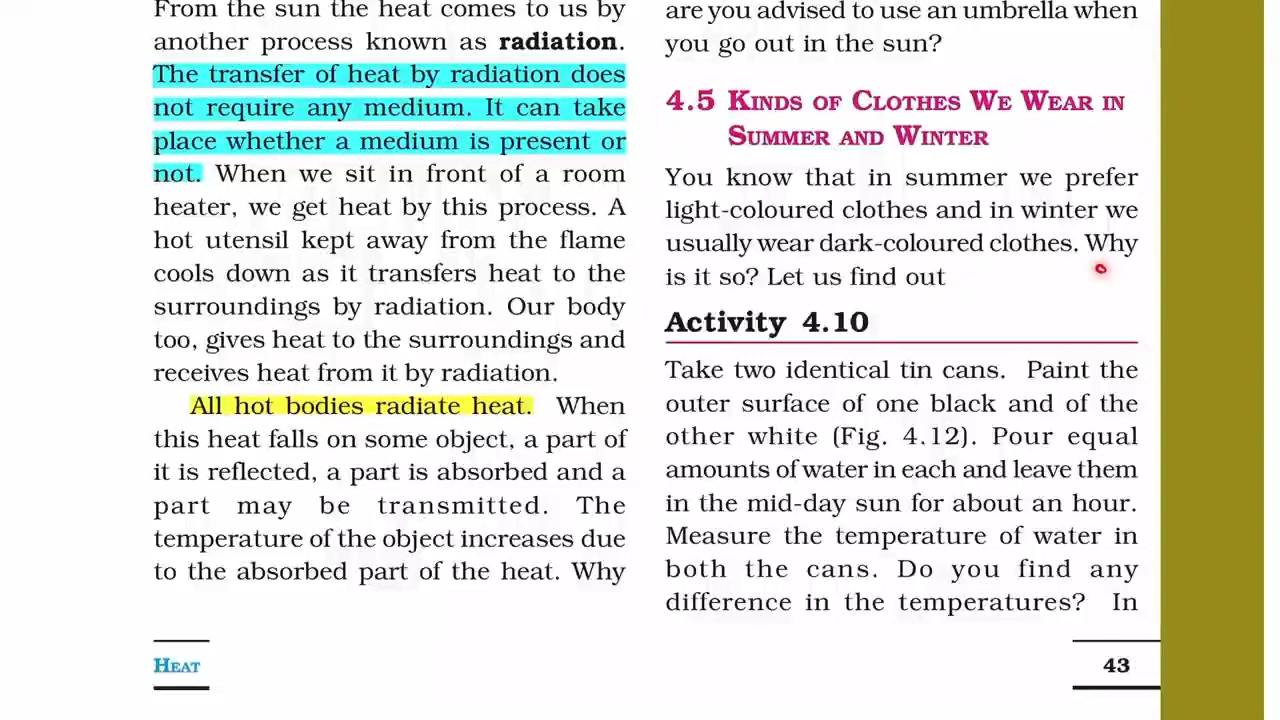 From the sun the heat comes to us by
another process known as radiation.
The transfer of heat by radiation does
not require any medium. It can take
place whether a medium is present or
not. When we sit in front of a room
heater, we get heat by this process. A
hot utensil kept away from the flame
cools down as it transfers heat to the
surroundings by radiation. Our body
too, gives heat to the surroundings and
receives heat from it by radiation.
All hot bodies radiate heat. When
this heat falls on some object, a part of
it is reflected, a part is absorbed and a
part may be transmitted. The
temperature of the object increases due
to the absorbed part of the heat. Why
are you advised to use an umbrella when
you go out in the sun?
4.5 KINDS OF CLOTHES WE WEAR IN
SUMMER AND WINTER
You know that in summer we prefer
light-coloured clothes and in winter we
usually wear dark-coloured clothes. Why
is it so? Let us find out
Activity 4.10
Take two identical tin cans. Paint the
outer surface of one black and of the
other white (Fig. 4.12). Pour equal
amounts of water in each and leave them
in the mid-day sun for about an hour.
Measure the temperature of water in
both the cans. Do you find any
difference in the temperatures? In
HEAT
43